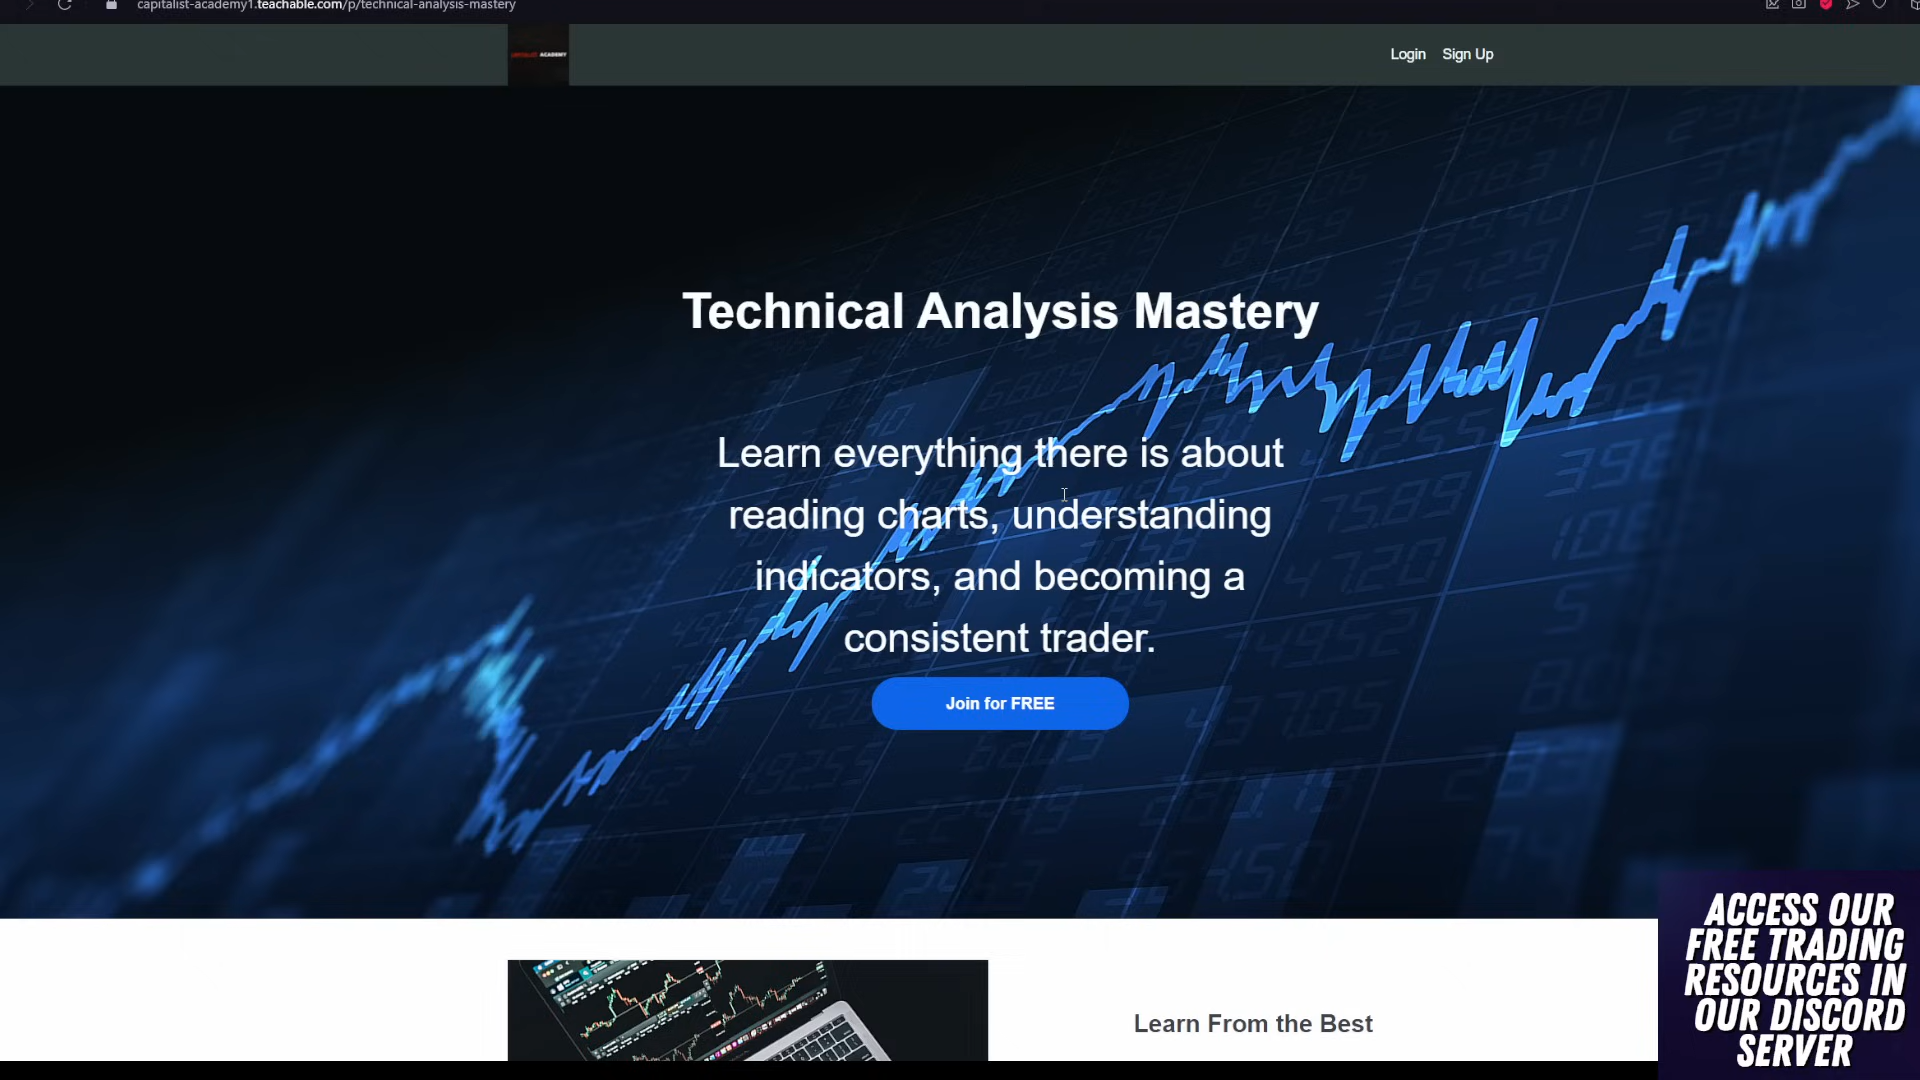 capitalist-academy1.teachable.com/p/technical-analysis-mastery
ACADEMY
Login
Sign Up
Technical Analysis Mastery
Learn everything there is about
reading charts, understanding
indicators, and becoming a
consistent trader.
Join for FREE
Learn From the Best
ACCESS OUR
FREE TRADING
RESOURCES IN
OUR DISCORD
SERVER